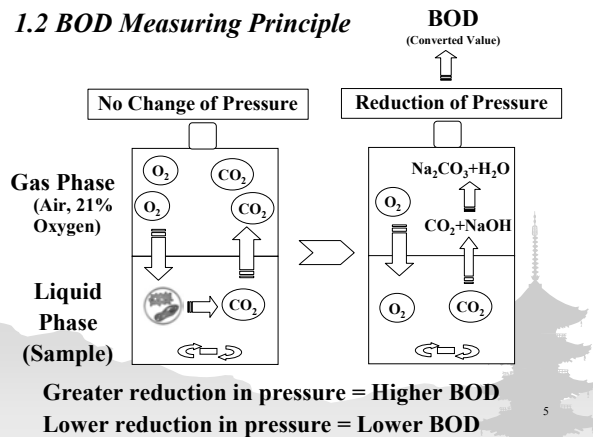 1.2 BOD Measuring Principle
BOD
(Converted Value)
No Change of Pressure
Reduction of Pressure
Gas Phase
(Air, 21%
Oxygen)
O₂
CO₂
O₂
CO₂
Liquid
Phase
(Sample)
CO₂
Na₂CO₃+H₂O
O₂
CO₂+NaOH
O₂
CO₂
Greater reduction in pressure = Higher BOD
Lower reduction in pressure = Lower BOD
5